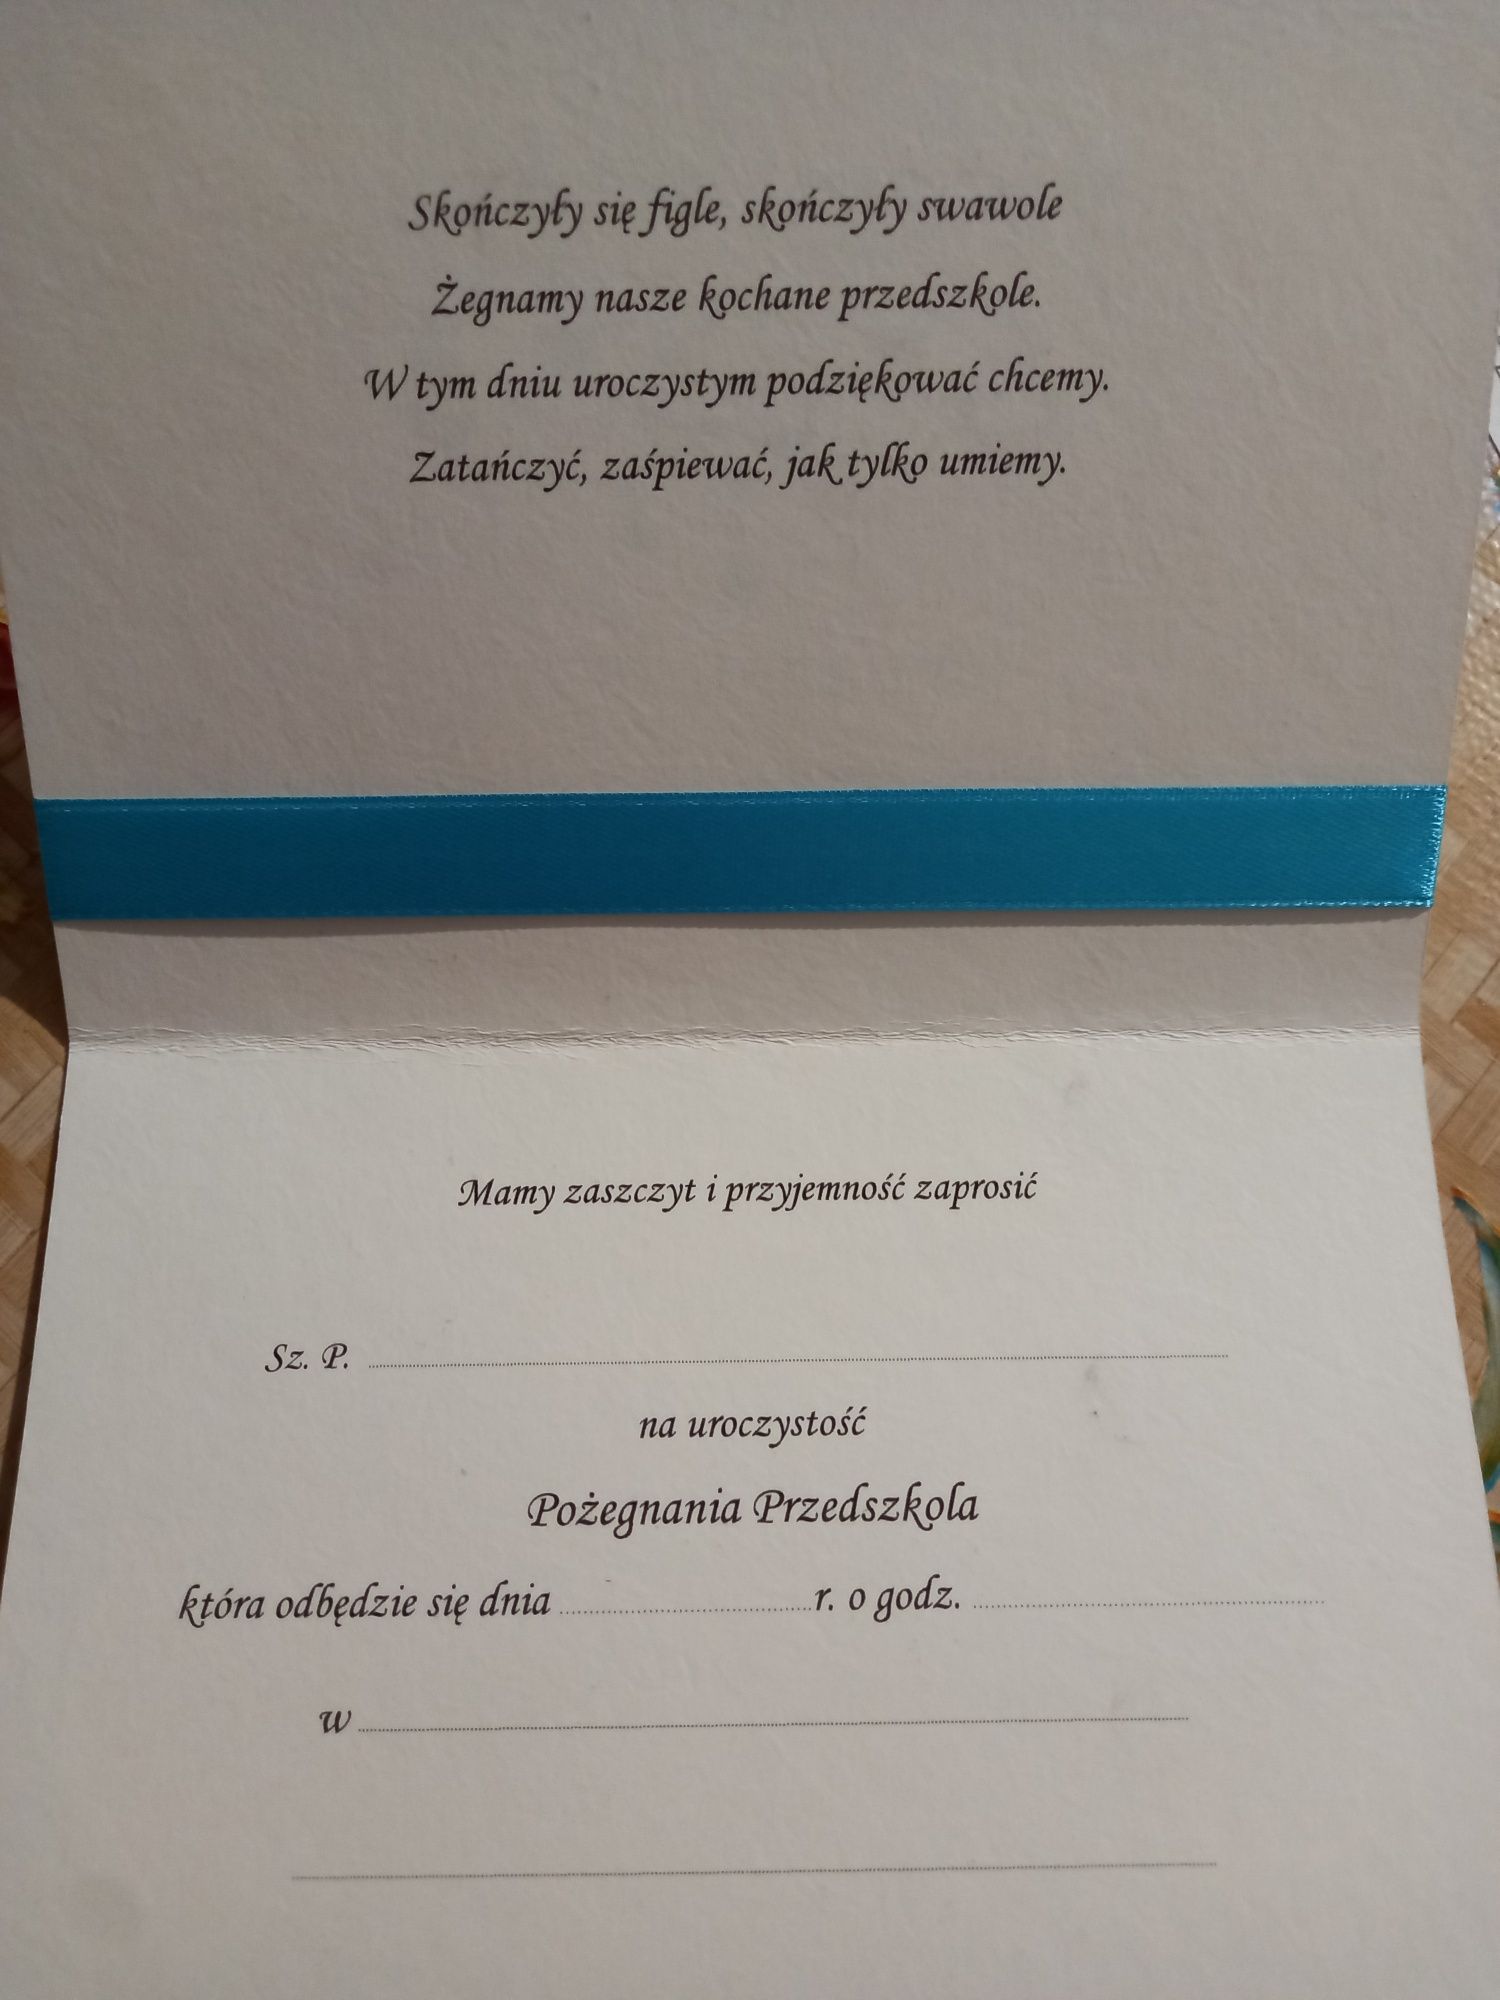 Skończyły się figle, skończyły swawole
Żegnamy nasze kochane przedszkole.
W tym dniu uroczystym podziękować chcemy.
Zatańczyć, zaśpiewać, jak tylko umiemy.
Mamy zaszczyt i przyjemność zaprosić
Sz. P. ....................
na uroczystość
Pożegnania Przedszkola
która odbędzie się dnia ....................r. o godz. ....................
w ....................
....................